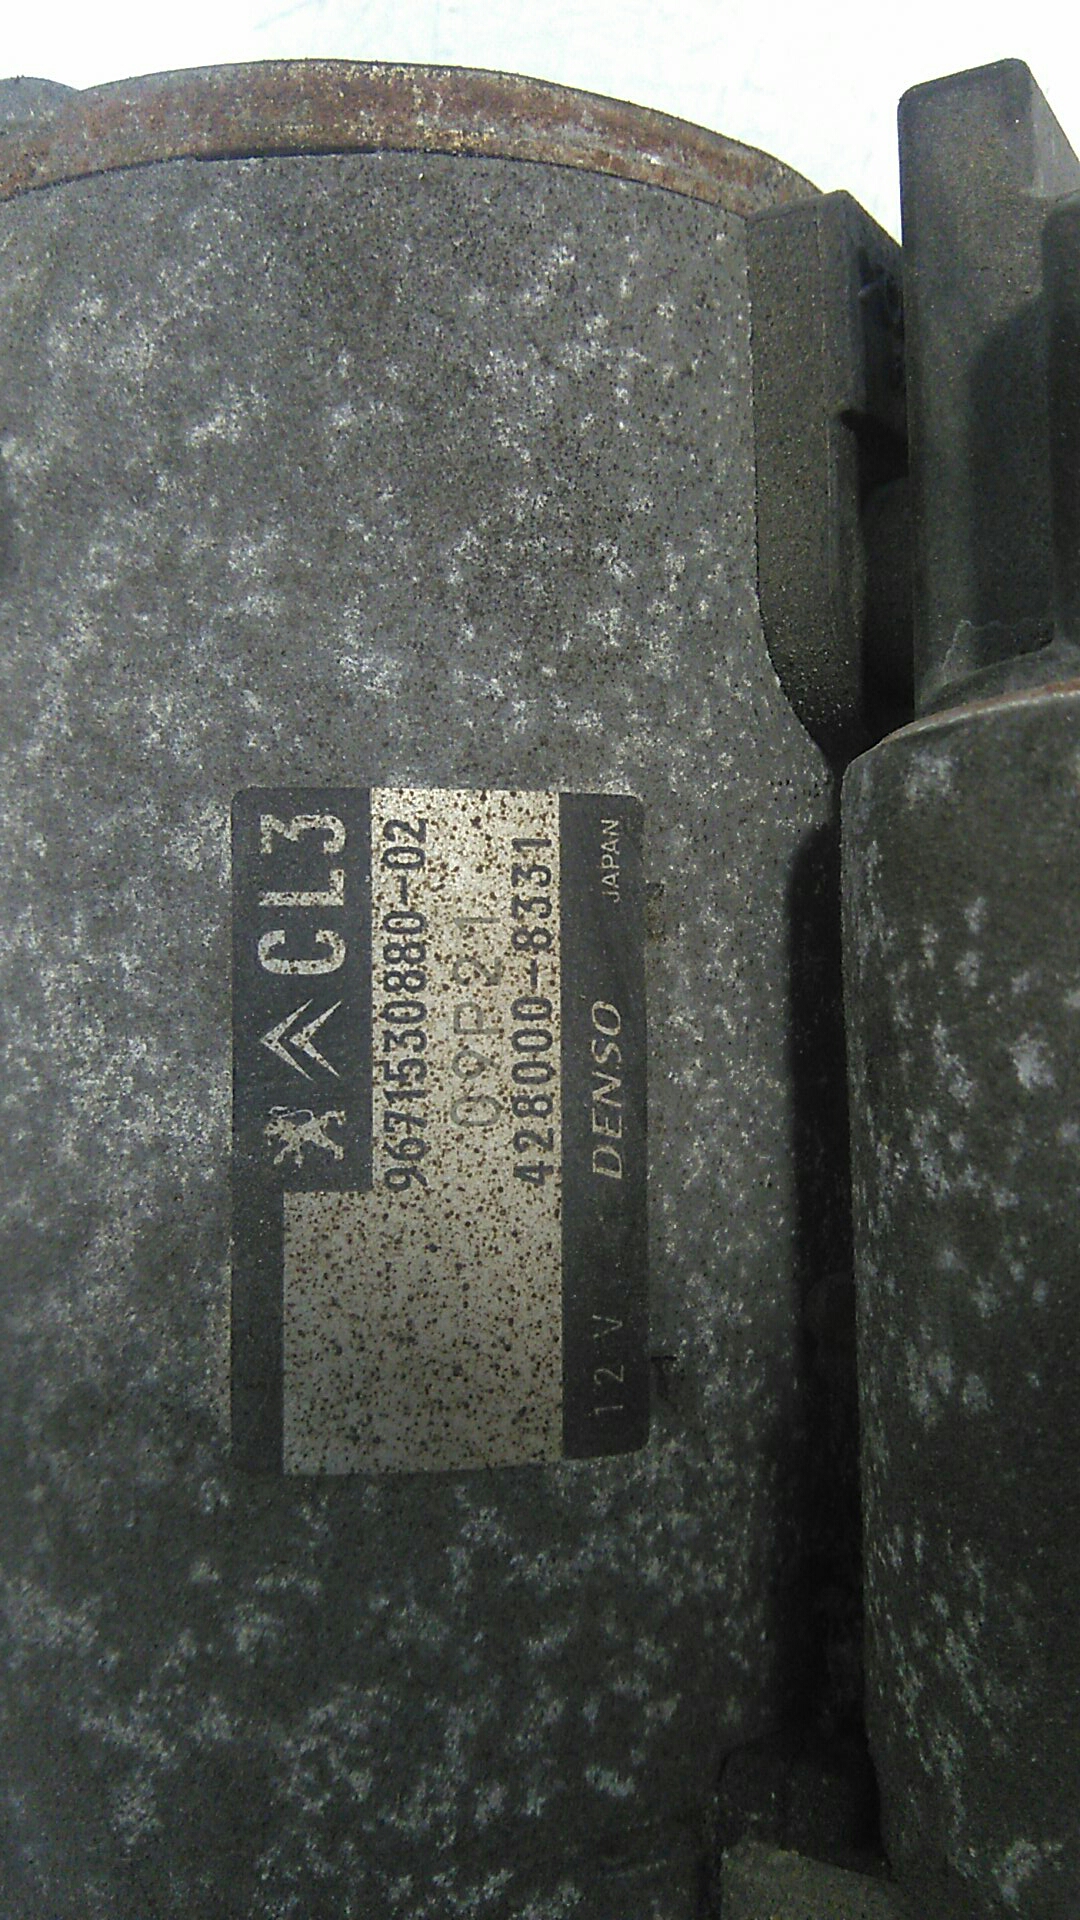 CL3
9671530880-02
09P21
428000-8331
12 V DENSO JAPAN